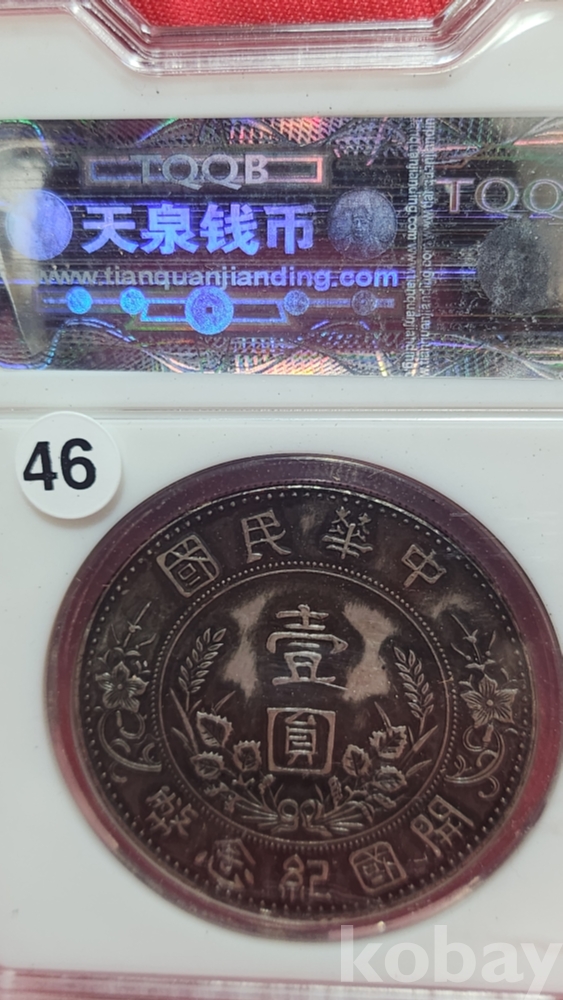 TQQB
TQQ
天泉钱币
www.tianquanjianding.com
46
中華民國
壹
圓
開國紀念幣
kobay